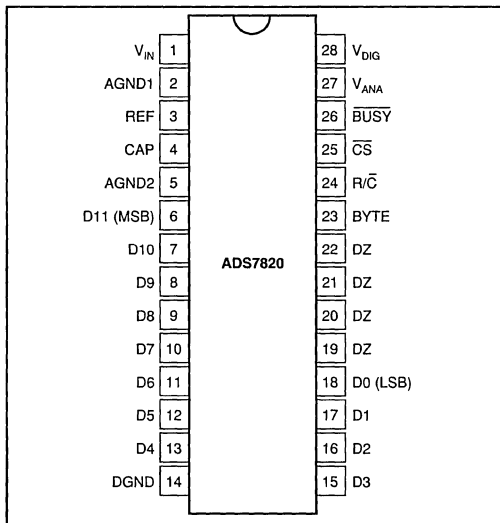 V_IN 1 28 V_DIG
AGND1 2 27 V_ANA
REF 3 26 B̅U̅S̅Y̅
CAP 4 25 C̅S̅
AGND2 5 24 R/C̅
D11 (MSB) 6 23 BYTE
D10 7 22 DZ
ADS7820
D9 8 21 DZ
D8 9 20 DZ
D7 10 19 DZ
D6 11 18 D0 (LSB)
D5 12 17 D1
D4 13 16 D2
DGND 14 15 D3